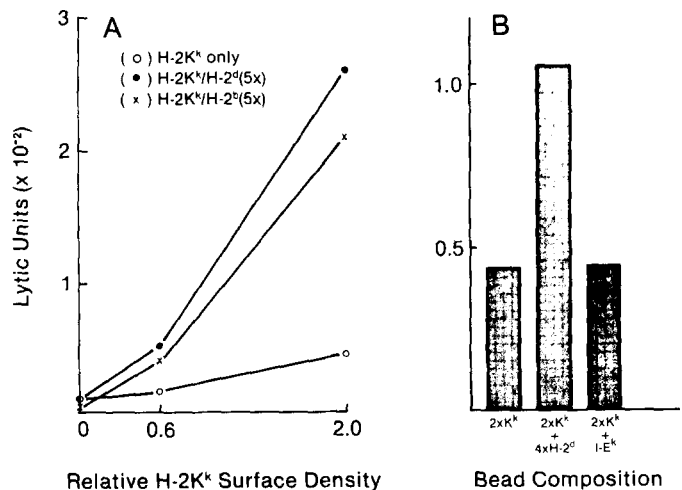 A
3
2
1
0
0.6
2.0
Lytic Units (x 10⁻²)
( ○ ) H-2Kᵏ only
( ● ) H-2Kᵏ/H-2ᵈ(5x)
( x ) H-2Kᵏ/H-2ᵇ(5x)
Relative H-2Kᵏ Surface Density
B
1.0
0.5
2xKᵏ
2xKᵏ
+
4xH-2ᵈ
2xKᵏ
+
I-Eᵏ
Bead Composition